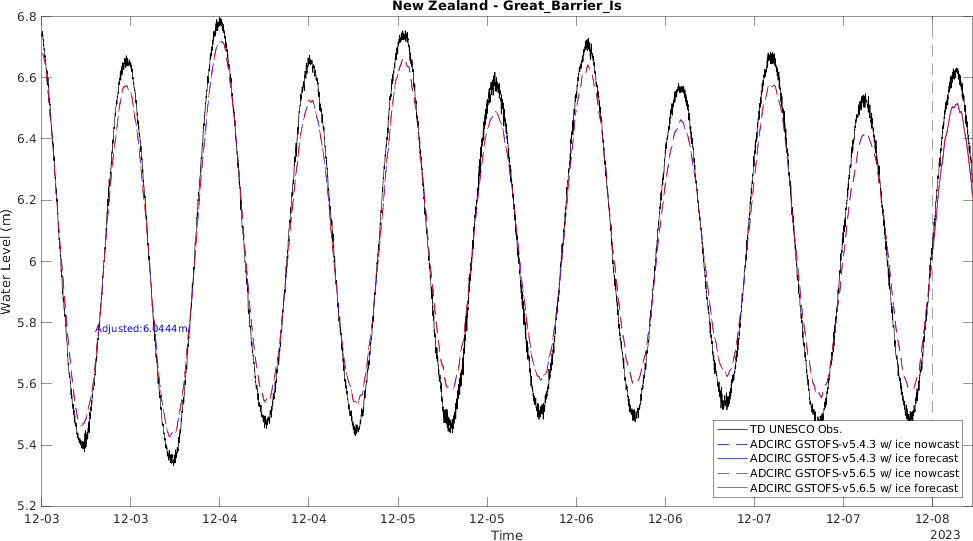 New Zealand - Great_Barrier_Is
6.8
6.6
6.4
6.2
6
5.8
5.6
5.4
5.2
Water Level (m)
Adjusted:6.0444m
TD UNESCO Obs.
ADCIRC GSTOFS-v5.4.3 w/ ice nowcast
ADCIRC GSTOFS-v5.4.3 w/ ice forecast
ADCIRC GSTOFS-v5.6.5 w/ ice nowcast
ADCIRC GSTOFS-v5.6.5 w/ ice forecast
12-03 12-03 12-04 12-04 12-05 12-05 12-06 12-06 12-07 12-07 12-08
Time 2023